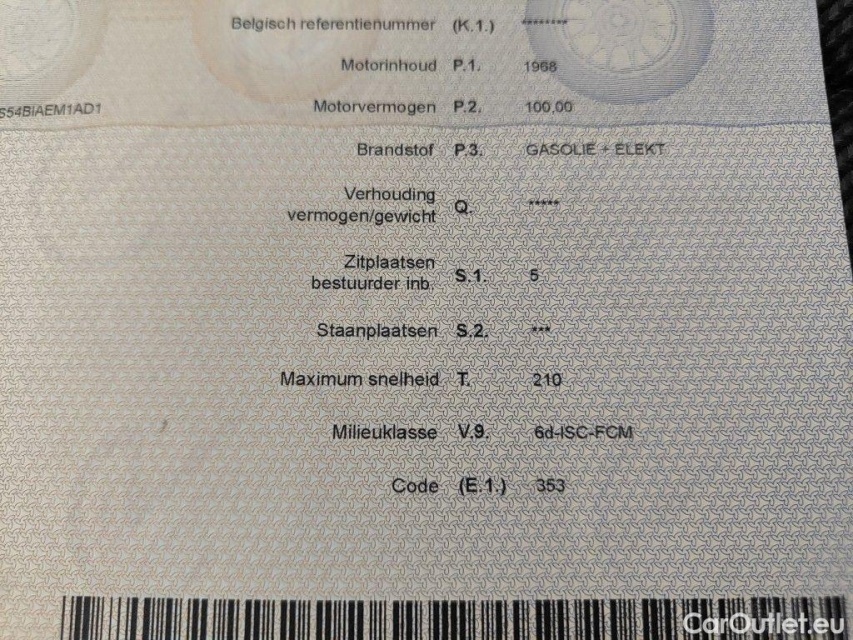 Belgisch referentienummer (K.1.) ********
Motorinhoud P.1. 1968
S54BIAEM1AD1
Motorvermogen P.2. 100,00
Brandstof P.3. GASOLIE + ELEKT
Verhouding
vermogen/gewicht Q. *****
Zitplaatsen
bestuurder inb. S.1. 5
Staanplaatsen S.2. ***
Maximum snelheid T. 210
Milieuklasse V.9. 6d-ISC-FCM
Code (E.1.) 353
CarOutlet.eu